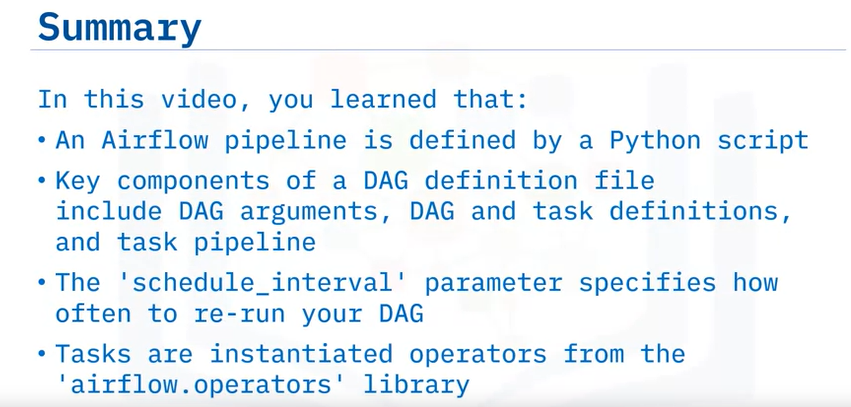 Summary
In this video, you learned that:
• An Airflow pipeline is defined by a Python script
• Key components of a DAG definition file
include DAG arguments, DAG and task definitions,
and task pipeline
• The 'schedule_interval' parameter specifies how
often to re-run your DAG
• Tasks are instantiated operators from the
'airflow.operators' library